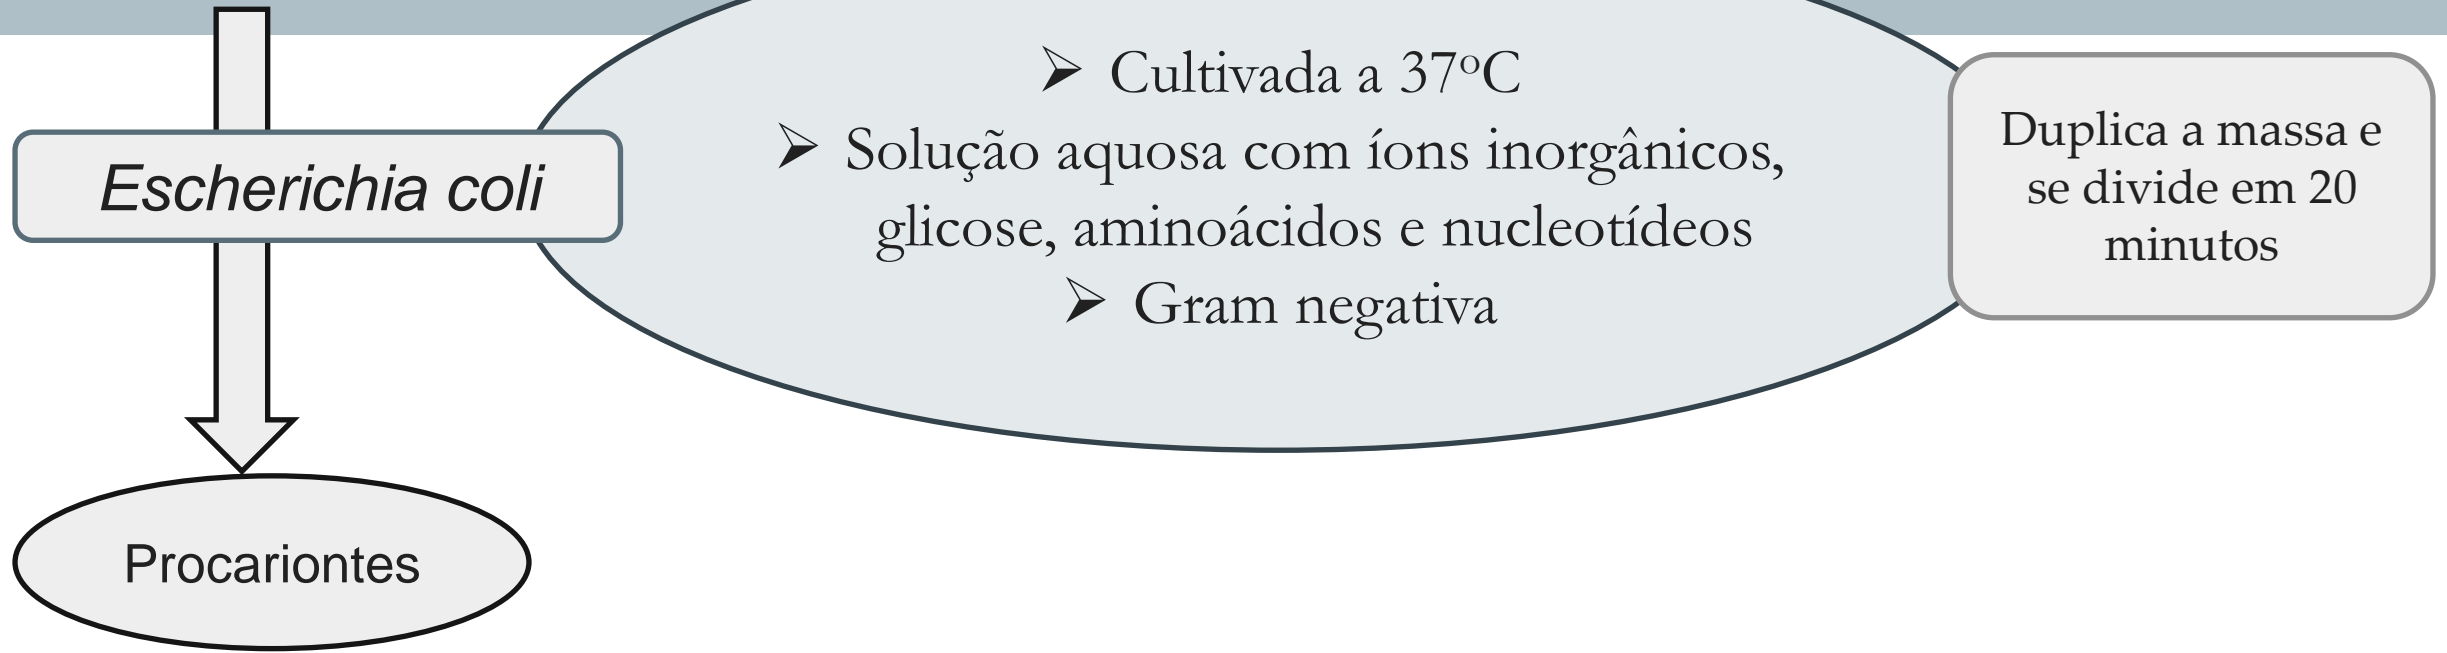 Escherichia coli
➢ Cultivada a 37ºC
➢ Solução aquosa com íons inorgânicos,
glicose, aminoácidos e nucleotídeos
➢ Gram negativa
Duplica a massa e
se divide em 20
minutos
Procariontes